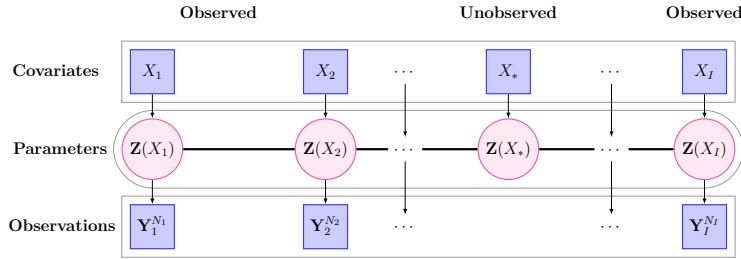 Observed Unobserved Observed
Covariates X₁ X₂ ... X* ... X_I
Parameters Z(X₁) Z(X₂) ... Z(X*) ... Z(X_I)
Observations Y₁^{N₁} Y₂^{N₂} ... ... Y_I^{N_I}